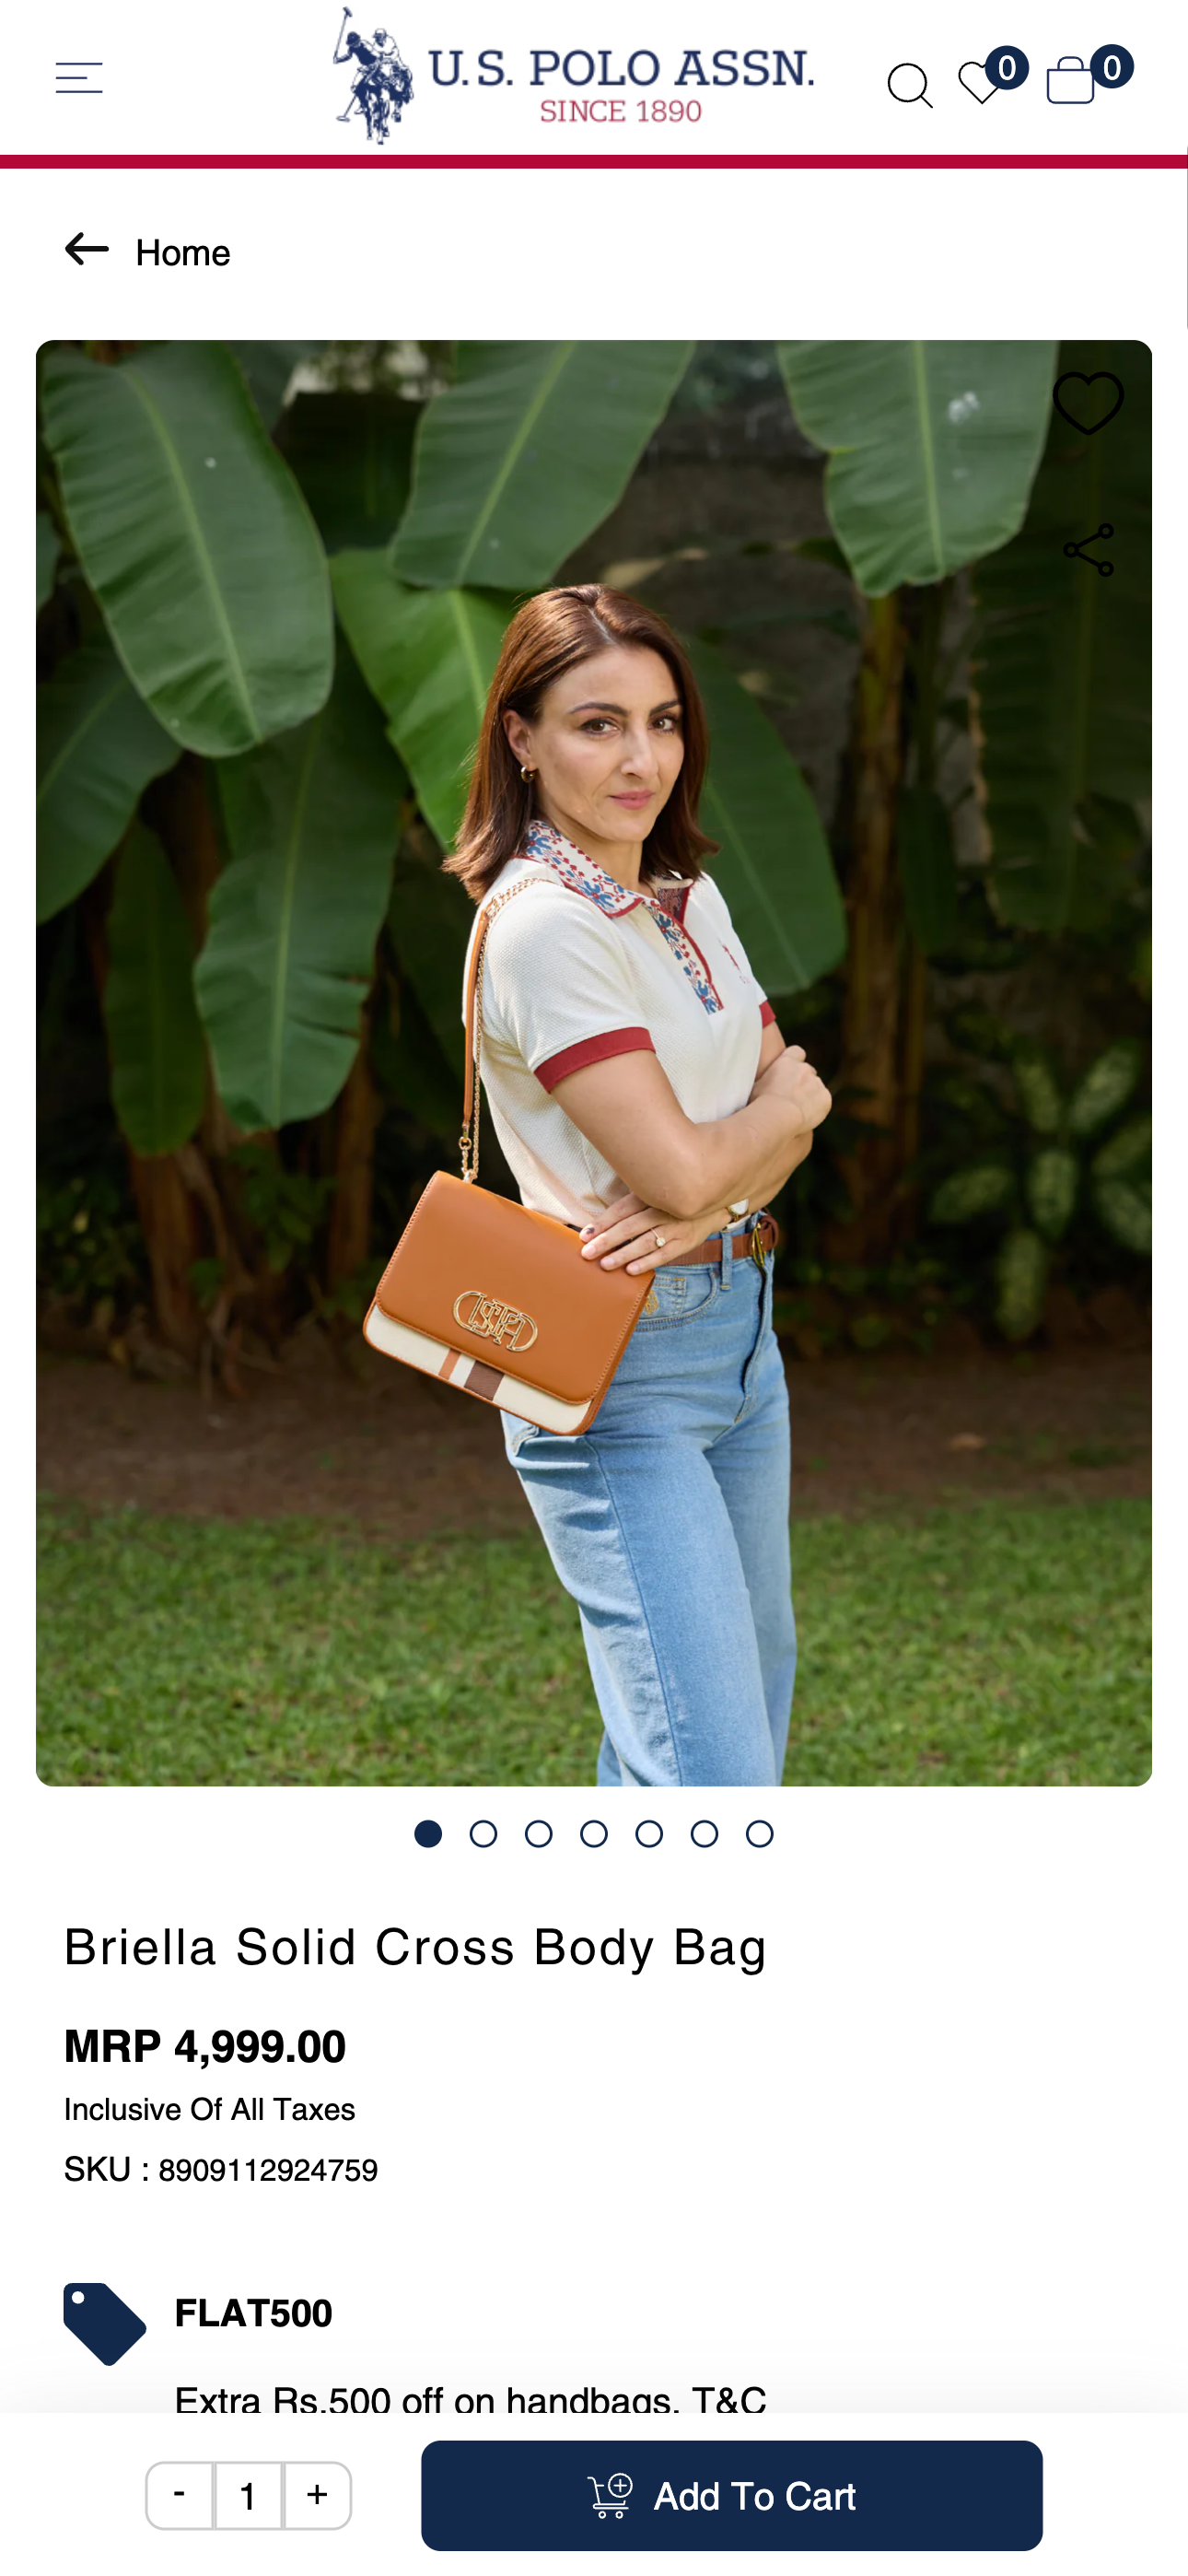 U.S. POLO ASSN.
SINCE 1890
0
0
Home
USPA
Briella Solid Cross Body Bag
MRP 4,999.00
Inclusive Of All Taxes
SKU : 8909112924759
FLAT500
Extra Rs.500 off on handbags. T&C
- 1 +
Add To Cart